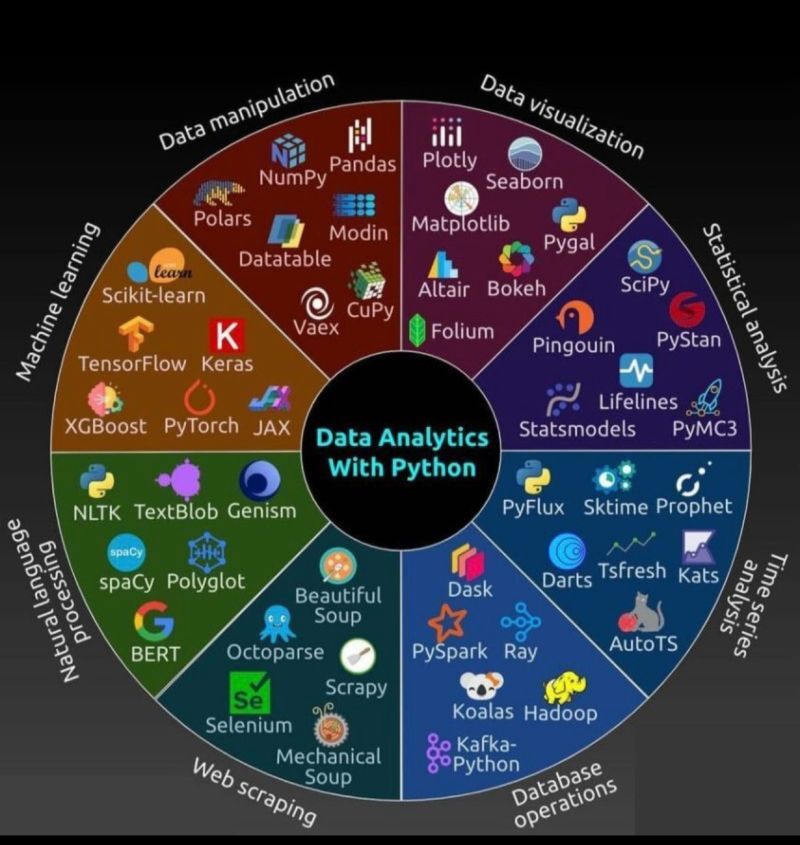 Data manipulation
NumPy
Pandas
Polars
Modin
Datatable
CuPy
Vaex
Data visualization
Plotly
Seaborn
Matplotlib
Pygal
Altair
Bokeh
Folium
Statistical analysis
SciPy
PyStan
Pingouin
Lifelines
Statsmodels
PyMC3
Time series
analysis
PyFlux
Sktime
Prophet
Darts
Tsfresh
Kats
AutoTS
Database
operations
Dask
PySpark
Ray
Koalas
Hadoop
Kafka-
Python
Web scraping
Beautiful
Soup
Octoparse
Scrapy
Se
Selenium
Mechanical
Soup
Natural language
processing
NLTK
TextBlob
Genism
spaCy
spaCy
Polyglot
G
BERT
Machine learning
learn
Scikit-learn
TensorFlow
K
Keras
XGBoost
PyTorch
JAX
Data Analytics
With Python